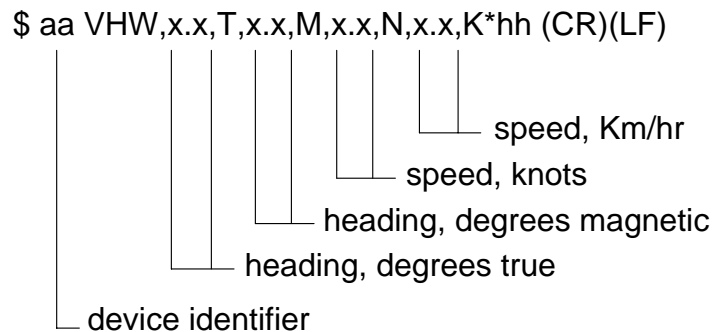 $ aa VHW,x.x,T,x.x,M,x.x,N,x.x,K*hh (CR)(LF)
speed, Km/hr
speed, knots
heading, degrees magnetic
heading, degrees true
device identifier